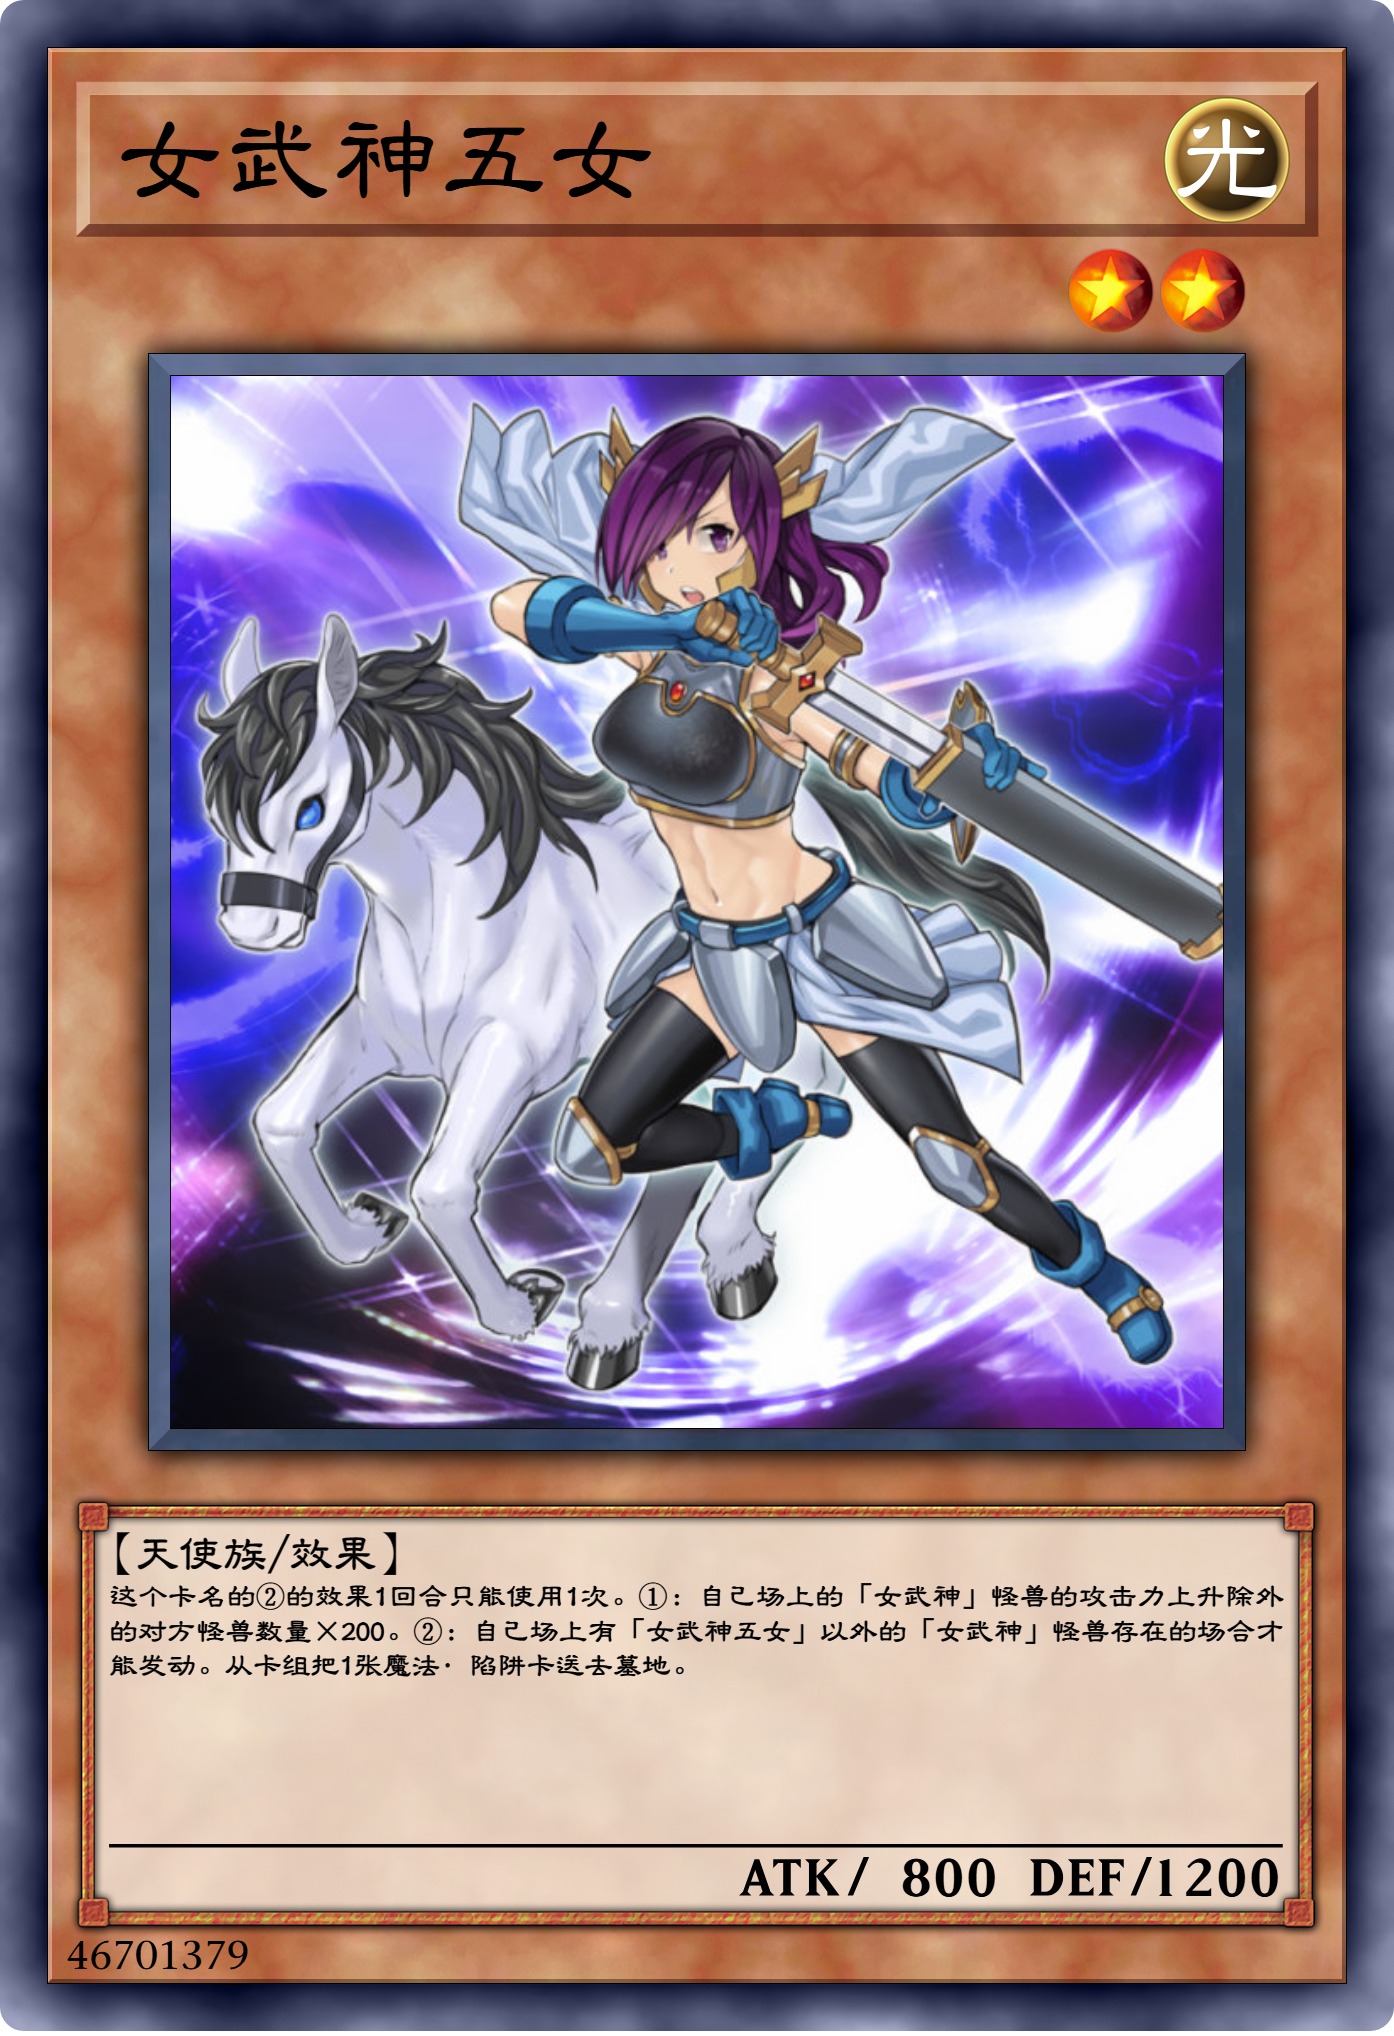 女武神五女
光
【天使族/效果】
这个卡名的②的效果1回合只能使用1次。①：自己场上的「女武神」怪兽的攻击力上升除外
的对方怪兽数量×200。②：自己场上有「女武神五女」以外的「女武神」怪兽存在的场合才
能发动。从卡组把1张魔法·陷阱卡送去墓地。
ATK/ 800 DEF/1200
46701379